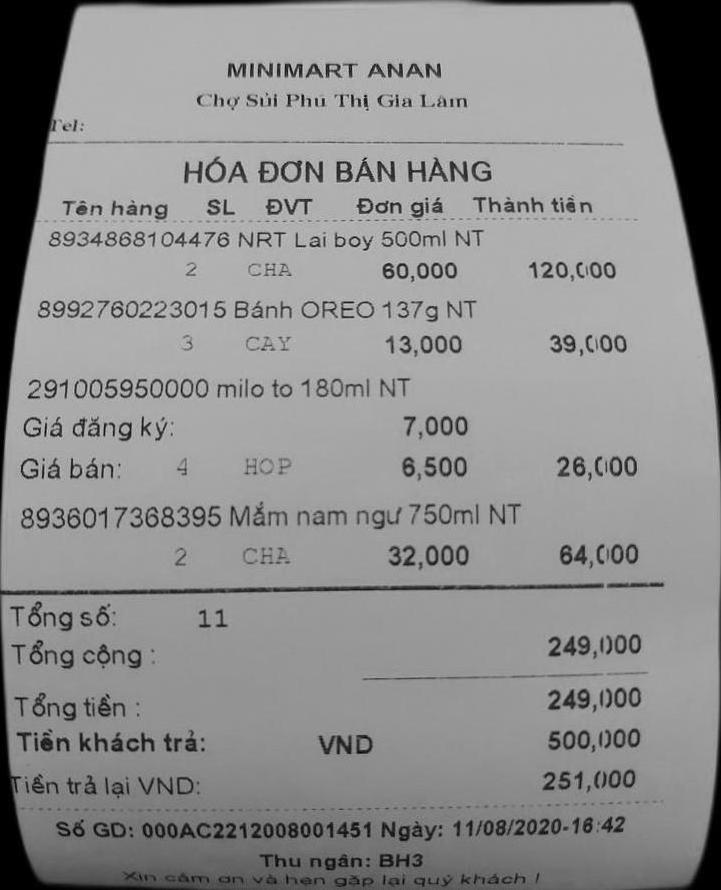 MINIMART ANAN
Chợ Sủi Phú Thị Gia Lâm
Tel:
HÓA ĐƠN BÁN HÀNG
Tên hàng SL ĐVT Đơn giá Thành tiền
8934868104476 NRT Lai boy 500ml NT
2 CHA 60,000 120,000
8992760223015 Bánh OREO 137g NT
3 CAY 13,000 39,000
291005950000 milo to 180ml NT
Giá đăng ký: 7,000
Giá bán: 4 HOP 6,500 26,000
8936017368395 Mắm nam ngư 750ml NT
2 CHA 32,000 64,000
Tổng số: 11
Tổng cộng : 249,000
Tổng tiền : 249,000
Tiền khách trả: VND 500,000
Tiền trả lại VND: 251,000
Số GD: 000AC2212008001451 Ngày: 11/08/2020-16:42
Thu ngân: BH3
Xin cảm ơn và hẹn gặp lại quý khách !